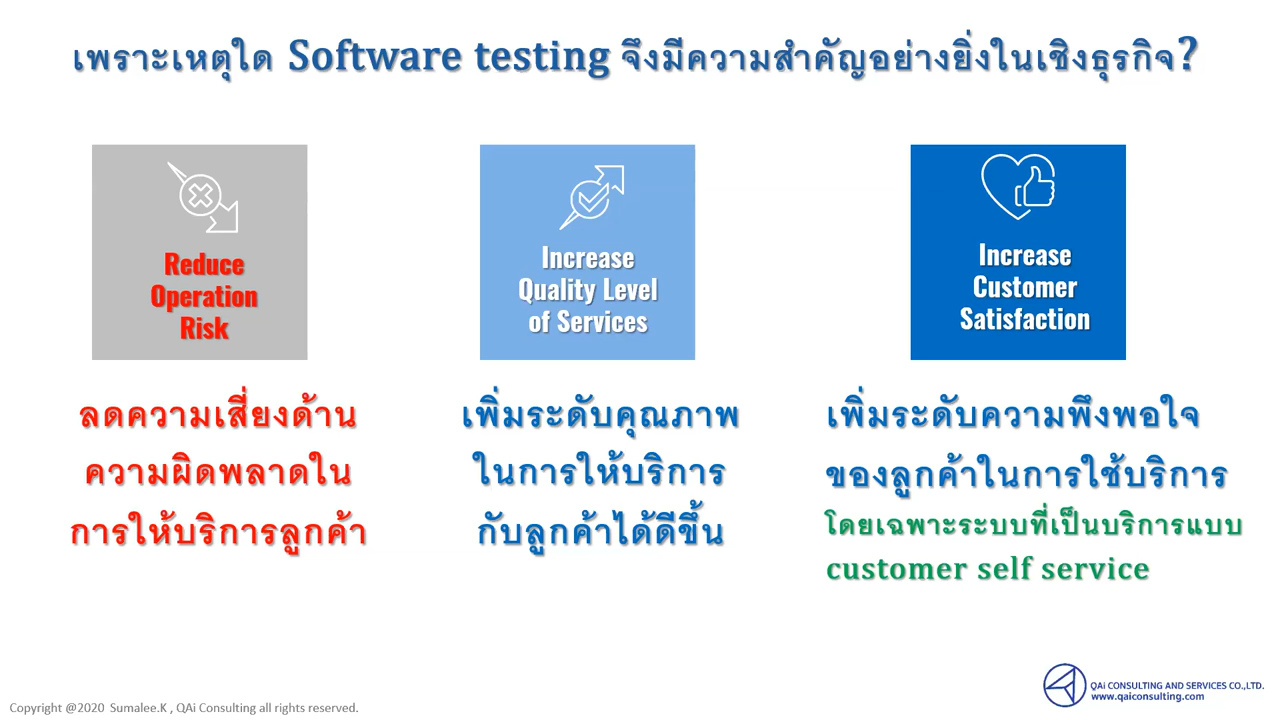 เพราะเหตุใด Software testing จึงมีความสำคัญอย่างยิ่งในเชิงธุรกิจ?
Reduce
Operation
Risk
ลดความเสี่ยงด้าน
ความผิดพลาดใน
การให้บริการลูกค้า
Increase
Quality Level
of Services
เพิ่มระดับคุณภาพ
ในการให้บริการ
กับลูกค้าได้ดีขึ้น
Increase
Customer
Satisfaction
เพิ่มระดับความพึงพอใจ
ของลูกค้าในการใช้บริการ
โดยเฉพาะระบบที่เป็นบริการแบบ
customer self service
QAi CONSULTING AND SERVICES CO.,LTD.
www.qaiconsulting.com
Copyright @2020 Sumalee.K , QAi Consulting all rights reserved.